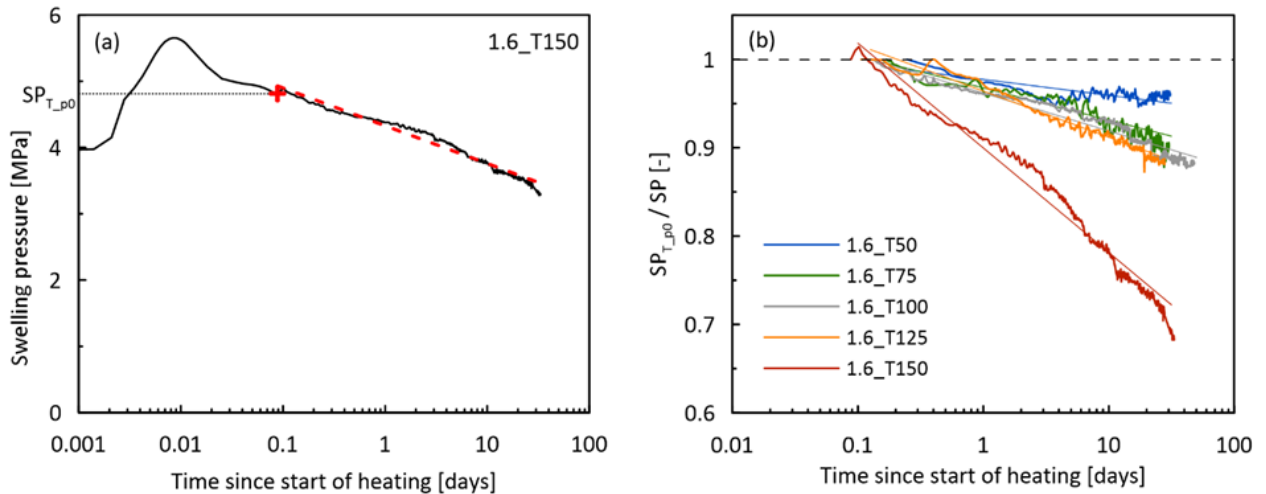 (a)
1.6_T150
Swelling pressure [MPa]
6
SP_T_p0
4
2
0
0.001
0.01
0.1
1
10
100
Time since start of heating [days]
(b)
SP_T_p0 / SP [-]
1
0.9
0.8
0.7
0.6
1.6_T50
1.6_T75
1.6_T100
1.6_T125
1.6_T150
0.01
0.1
1
10
100
Time since start of heating [days]